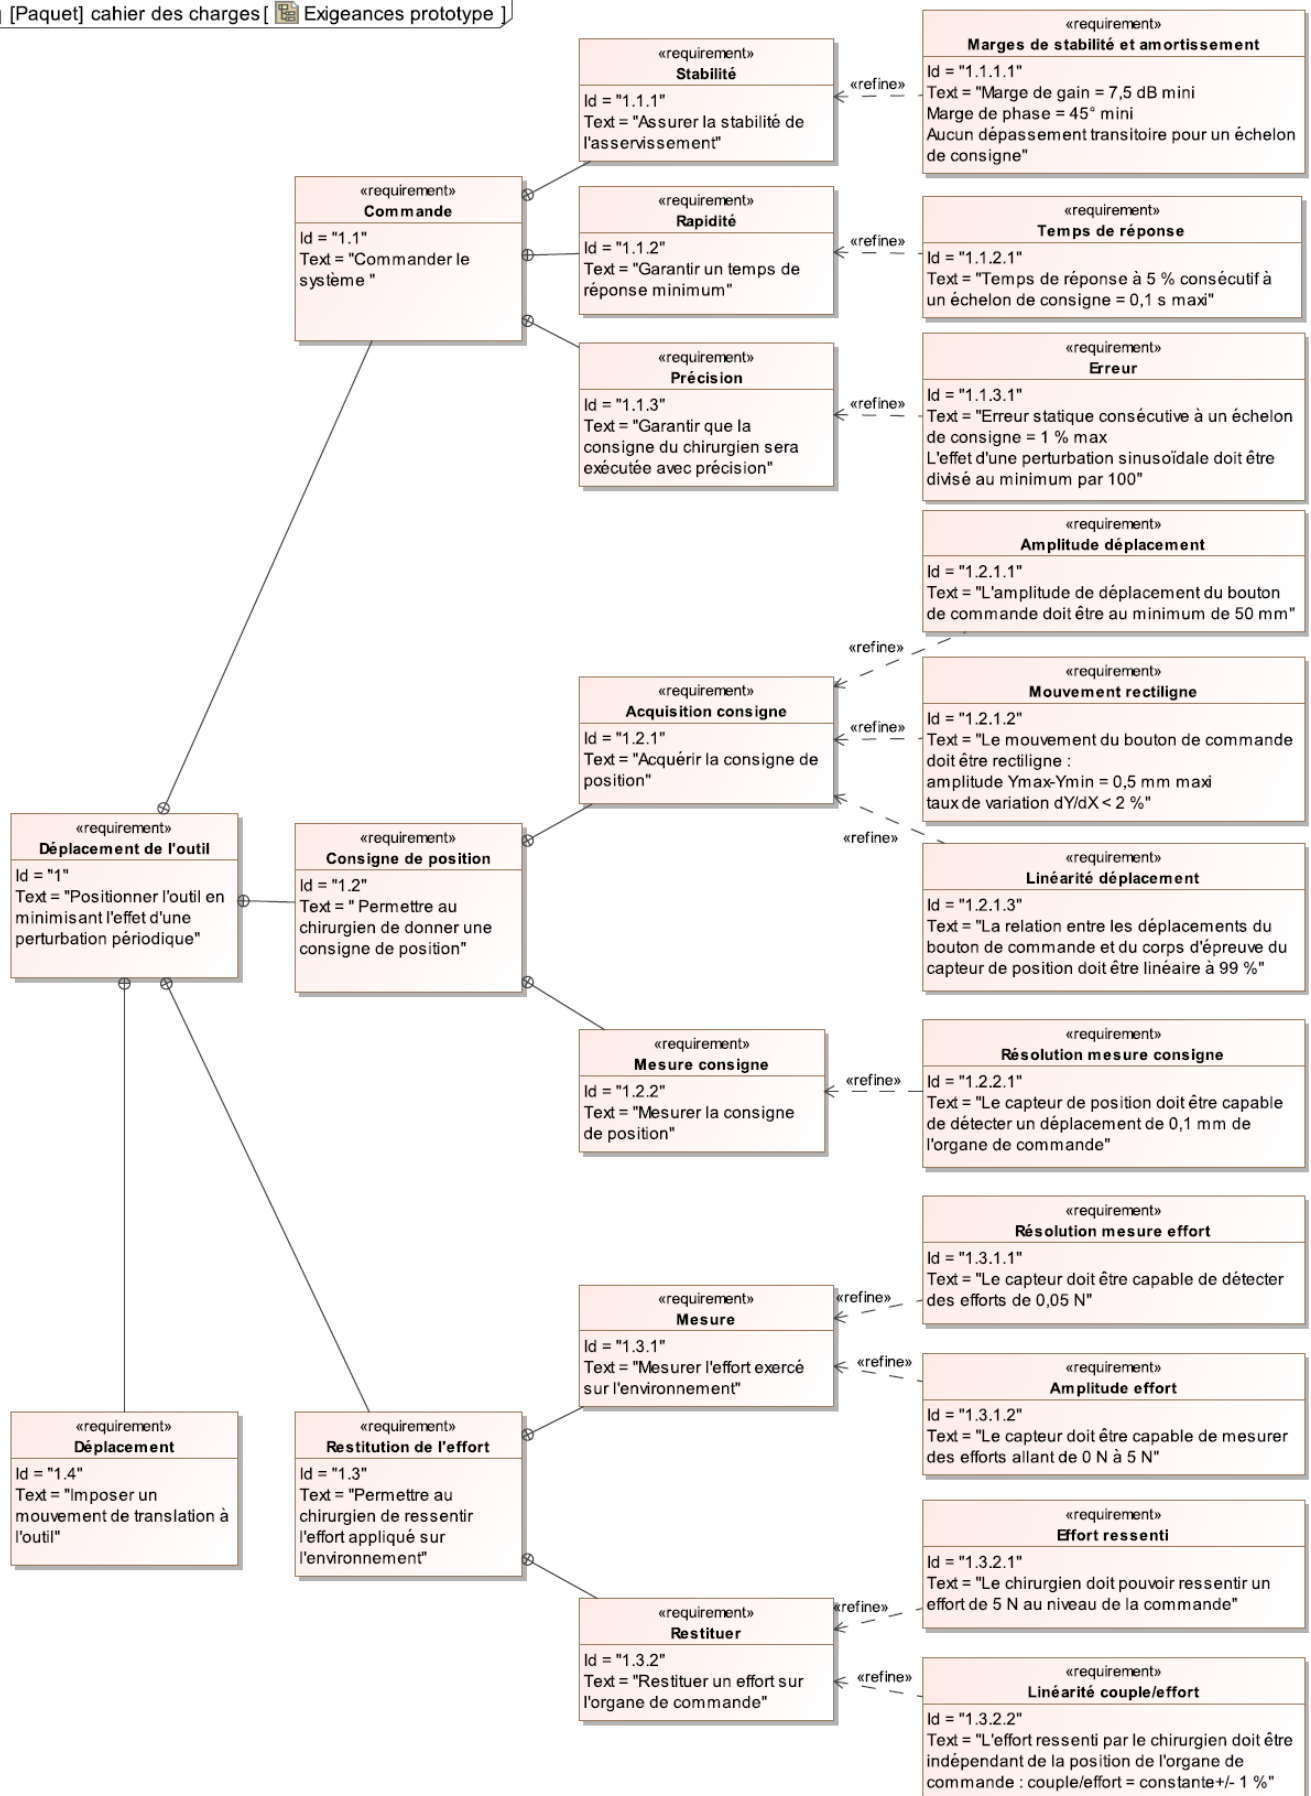 [Paquet] cahier des charges [ Exigeances prototype ]
«requirement»
Stabilité
Id = "1.1.1"
Text = "Assurer la stabilité de
l'asservissement"
«refine»
«requirement»
Marges de stabilité et amortissement
Id = "1.1.1.1"
Text = "Marge de gain = 7,5 dB mini
Marge de phase = 45° mini
Aucun dépassement transitoire pour un échelon
de consigne"
«requirement»
Commande
Id = "1.1"
Text = "Commander le
système "
«requirement»
Rapidité
Id = "1.1.2"
Text = "Garantir un temps de
réponse minimum"
«refine»
«requirement»
Temps de réponse
Id = "1.1.2.1"
Text = "Temps de réponse à 5 % consécutif à
un échelon de consigne = 0,1 s maxi"
«requirement»
Précision
Id = "1.1.3"
Text = "Garantir que la
consigne du chirurgien sera
exécutée avec précision"
«refine»
«requirement»
Erreur
Id = "1.1.3.1"
Text = "Erreur statique consécutive à un échelon
de consigne = 1 % max
L'effet d'une perturbation sinusoïdale doit être
divisé au minimum par 100"
«requirement»
Amplitude déplacement
Id = "1.2.1.1"
Text = "L'amplitude de déplacement du bouton
de commande doit être au minimum de 50 mm"
«refine»
«requirement»
Acquisition consigne
Id = "1.2.1"
Text = "Acquérir la consigne de
position"
«refine»
«requirement»
Mouvement rectiligne
Id = "1.2.1.2"
Text = "Le mouvement du bouton de commande
doit être rectiligne :
amplitude Ymax-Ymin = 0,5 mm maxi
taux de variation dY/dX < 2 %"
«refine»
«requirement»
Déplacement de l'outil
Id = "1"
Text = "Positionner l'outil en
minimisant l'effet d'une
perturbation périodique"
«requirement»
Consigne de position
Id = "1.2"
Text = " Permettre au
chirurgien de donner une
consigne de position"
«requirement»
Linéarité déplacement
Id = "1.2.1.3"
Text = "La relation entre les déplacements du
bouton de commande et du corps d'épreuve du
capteur de position doit être linéaire à 99 %"
«requirement»
Mesure consigne
Id = "1.2.2"
Text = "Mesurer la consigne
de position"
«refine»
«requirement»
Résolution mesure consigne
Id = "1.2.2.1"
Text = "Le capteur de position doit être capable
de détecter un déplacement de 0,1 mm de
l'organe de commande"
«requirement»
Résolution mesure effort
Id = "1.3.1.1"
Text = "Le capteur doit être capable de détecter
des efforts de 0,05 N"
«refine»
«requirement»
Mesure
Id = "1.3.1"
Text = "Mesurer l'effort exercé
sur l'environnement"
«refine»
«requirement»
Amplitude effort
Id = "1.3.1.2"
Text = "Le capteur doit être capable de mesurer
des efforts allant de 0 N à 5 N"
«requirement»
Déplacement
Id = "1.4"
Text = "Imposer un
mouvement de translation à
l'outil"
«requirement»
Restitution de l'effort
Id = "1.3"
Text = "Permettre au
chirurgien de ressentir
l'effort appliqué sur
l'environnement"
«requirement»
Effort ressenti
Id = "1.3.2.1"
Text = "Le chirurgien doit pouvoir ressentir un
effort de 5 N au niveau de la commande"
«refine»
«requirement»
Restituer
Id = "1.3.2"
Text = "Restituer un effort sur
l'organe de commande"
«refine»
«requirement»
Linéarité couple/effort
Id = "1.3.2.2"
Text = "L'effort ressenti par le chirurgien doit être
indépendant de la position de l'organe de
commande : couple/effort = constante+/- 1 %"